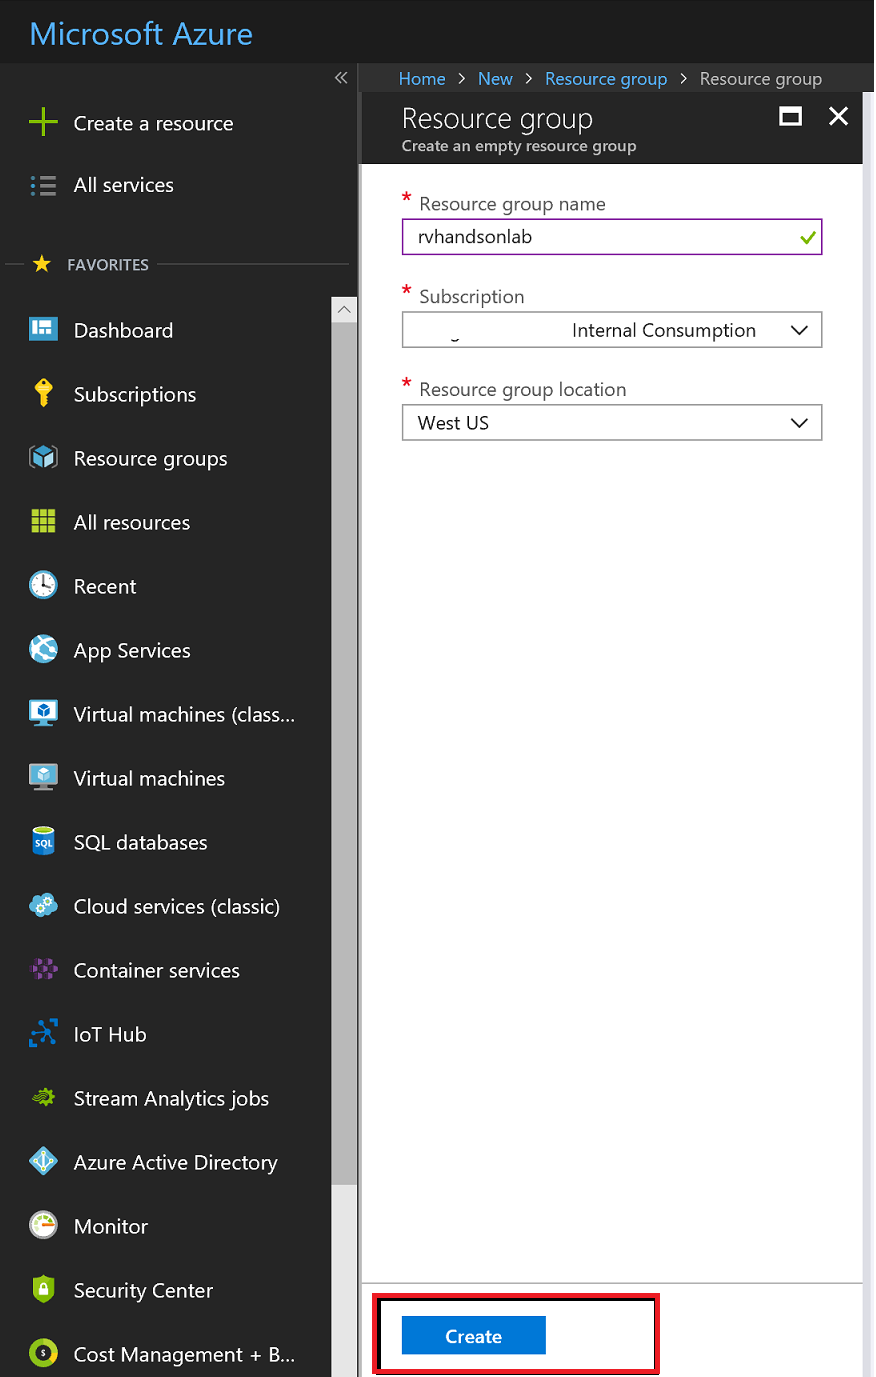 Microsoft Azure
«
Home > New > Resource group > Resource group
Create a resource
All services
FAVORITES
Dashboard
Subscriptions
Resource groups
All resources
Recent
App Services
Virtual machines (class...
Virtual machines
SQL databases
SQL
Cloud services (classic)
Container services
IoT Hub
Stream Analytics jobs
Azure Active Directory
Monitor
Security Center
Cost Management + B...
$
Resource group
Create an empty resource group
* Resource group name
rvhandsonlab
* Subscription
Internal Consumption
* Resource group location
West US
Create